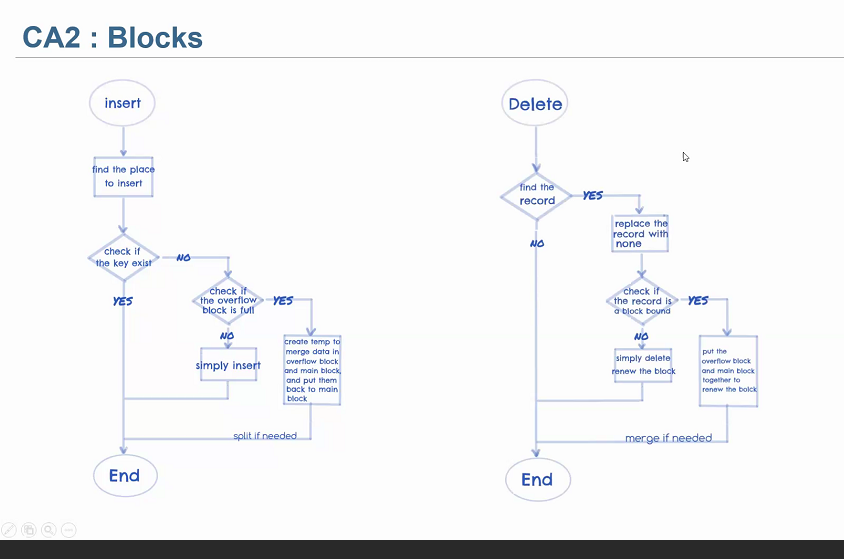 CA2 : Blocks
insert
find the place
to insert
check if
the key exist
NO
YES
check if
the overflow
block is full
YES
NO
simply insert
create temp to
merge data in
overflow block
and main block,
and put them
back to main
block
split if needed
End
Delete
find the
record
YES
NO
replace the
record with
none
check if
the record is
a block bound
YES
NO
simply delete
renew the block
put the
overflow block
and main block
together to
renew the bolck
merge if needed
End